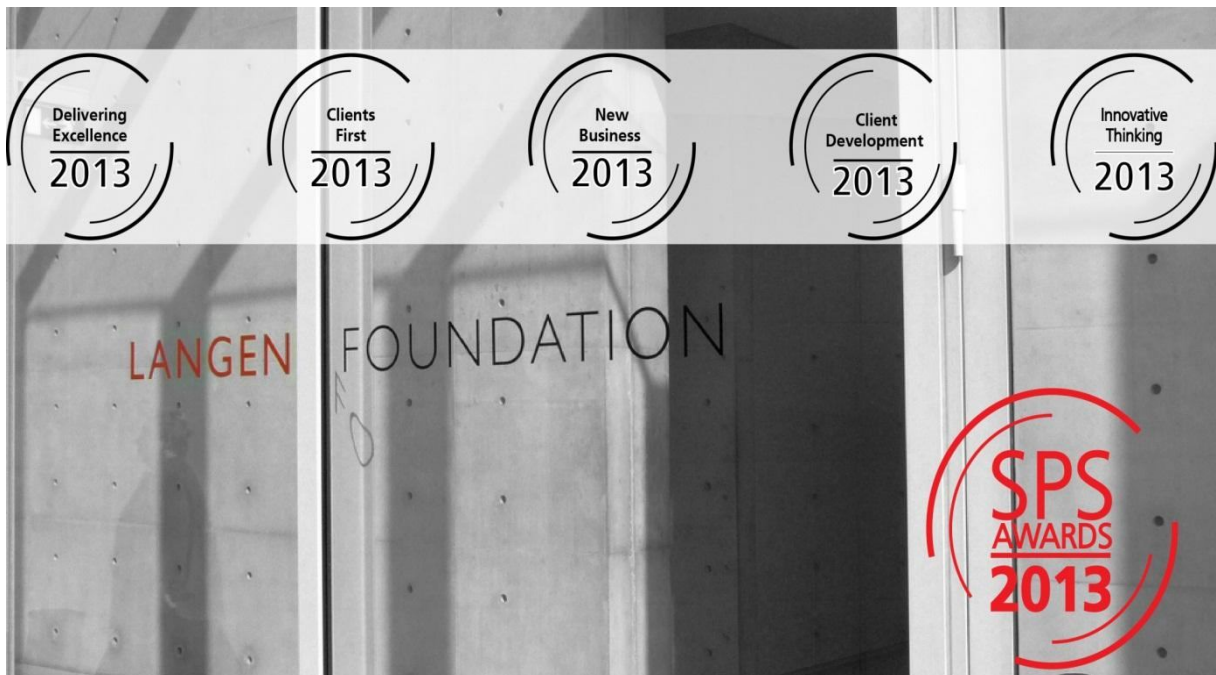 Delivering
Excellence
2013
Clients
First
2013
New
Business
2013
Client
Development
2013
Innovative
Thinking
2013
LANGEN FOUNDATION
SPS
AWARDS
2013